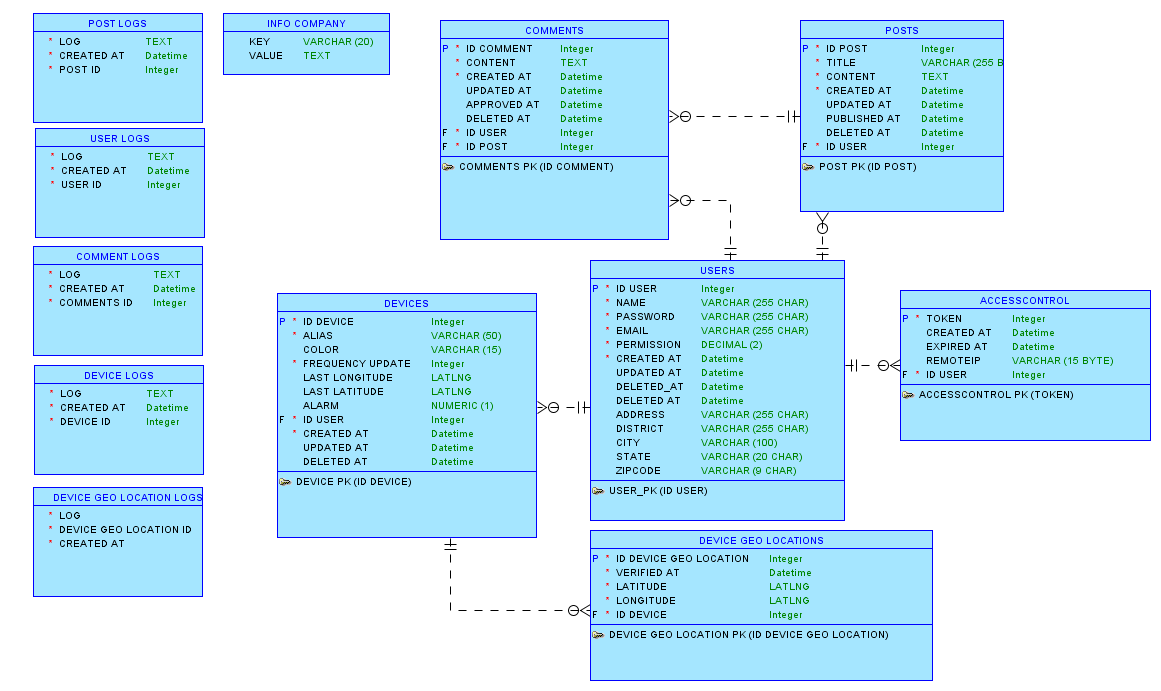 POST LOGS
* LOG TEXT
* CREATED AT Datetime
* POST ID Integer
INFO COMPANY
KEY VARCHAR (20)
VALUE TEXT
COMMENTS
P * ID COMMENT Integer
* CONTENT TEXT
* CREATED AT Datetime
UPDATED AT Datetime
APPROVED AT Datetime
DELETED AT Datetime
F * ID USER Integer
F * ID POST Integer
COMMENTS PK (ID COMMENT)
POSTS
P * ID POST Integer
* TITLE VARCHAR (255 B
* CONTENT TEXT
* CREATED AT Datetime
UPDATED AT Datetime
PUBLISHED AT Datetime
DELETED AT Datetime
F * ID USER Integer
POST PK (ID POST)
USER LOGS
* LOG TEXT
* CREATED AT Datetime
* USER ID Integer
COMMENT LOGS
* LOG TEXT
* CREATED AT Datetime
* COMMENTS ID Integer
DEVICES
P * ID DEVICE Integer
* ALIAS VARCHAR (50)
COLOR VARCHAR (15)
* FREQUENCY UPDATE Integer
LAST LONGITUDE LATLNG
LAST LATITUDE LATLNG
ALARM NUMERIC (1)
F * ID USER Integer
* CREATED AT Datetime
UPDATED AT Datetime
DELETED AT Datetime
DEVICE PK (ID DEVICE)
USERS
P * ID USER Integer
* NAME VARCHAR (255 CHAR)
* PASSWORD VARCHAR (255 CHAR)
* EMAIL VARCHAR (255 CHAR)
* PERMISSION DECIMAL (2)
* CREATED AT Datetime
UPDATED AT Datetime
DELETED_AT Datetime
DELETED AT Datetime
ADDRESS VARCHAR (255 CHAR)
DISTRICT VARCHAR (255 CHAR)
CITY VARCHAR (100)
STATE VARCHAR (20 CHAR)
ZIPCODE VARCHAR (9 CHAR)
USER_PK (ID USER)
ACCESSCONTROL
P * TOKEN Integer
CREATED AT Datetime
EXPIRED AT Datetime
REMOTEIP VARCHAR (15 BYTE)
F * ID USER Integer
ACCESSCONTROL PK (TOKEN)
DEVICE LOGS
* LOG TEXT
* CREATED AT Datetime
* DEVICE ID Integer
DEVICE GEO LOCATION LOGS
* LOG
* DEVICE GEO LOCATION ID
* CREATED AT
DEVICE GEO LOCATIONS
P * ID DEVICE GEO LOCATION Integer
* VERIFIED AT Datetime
* LATITUDE LATLNG
* LONGITUDE LATLNG
F * ID DEVICE Integer
DEVICE GEO LOCATION PK (ID DEVICE GEO LOCATION)